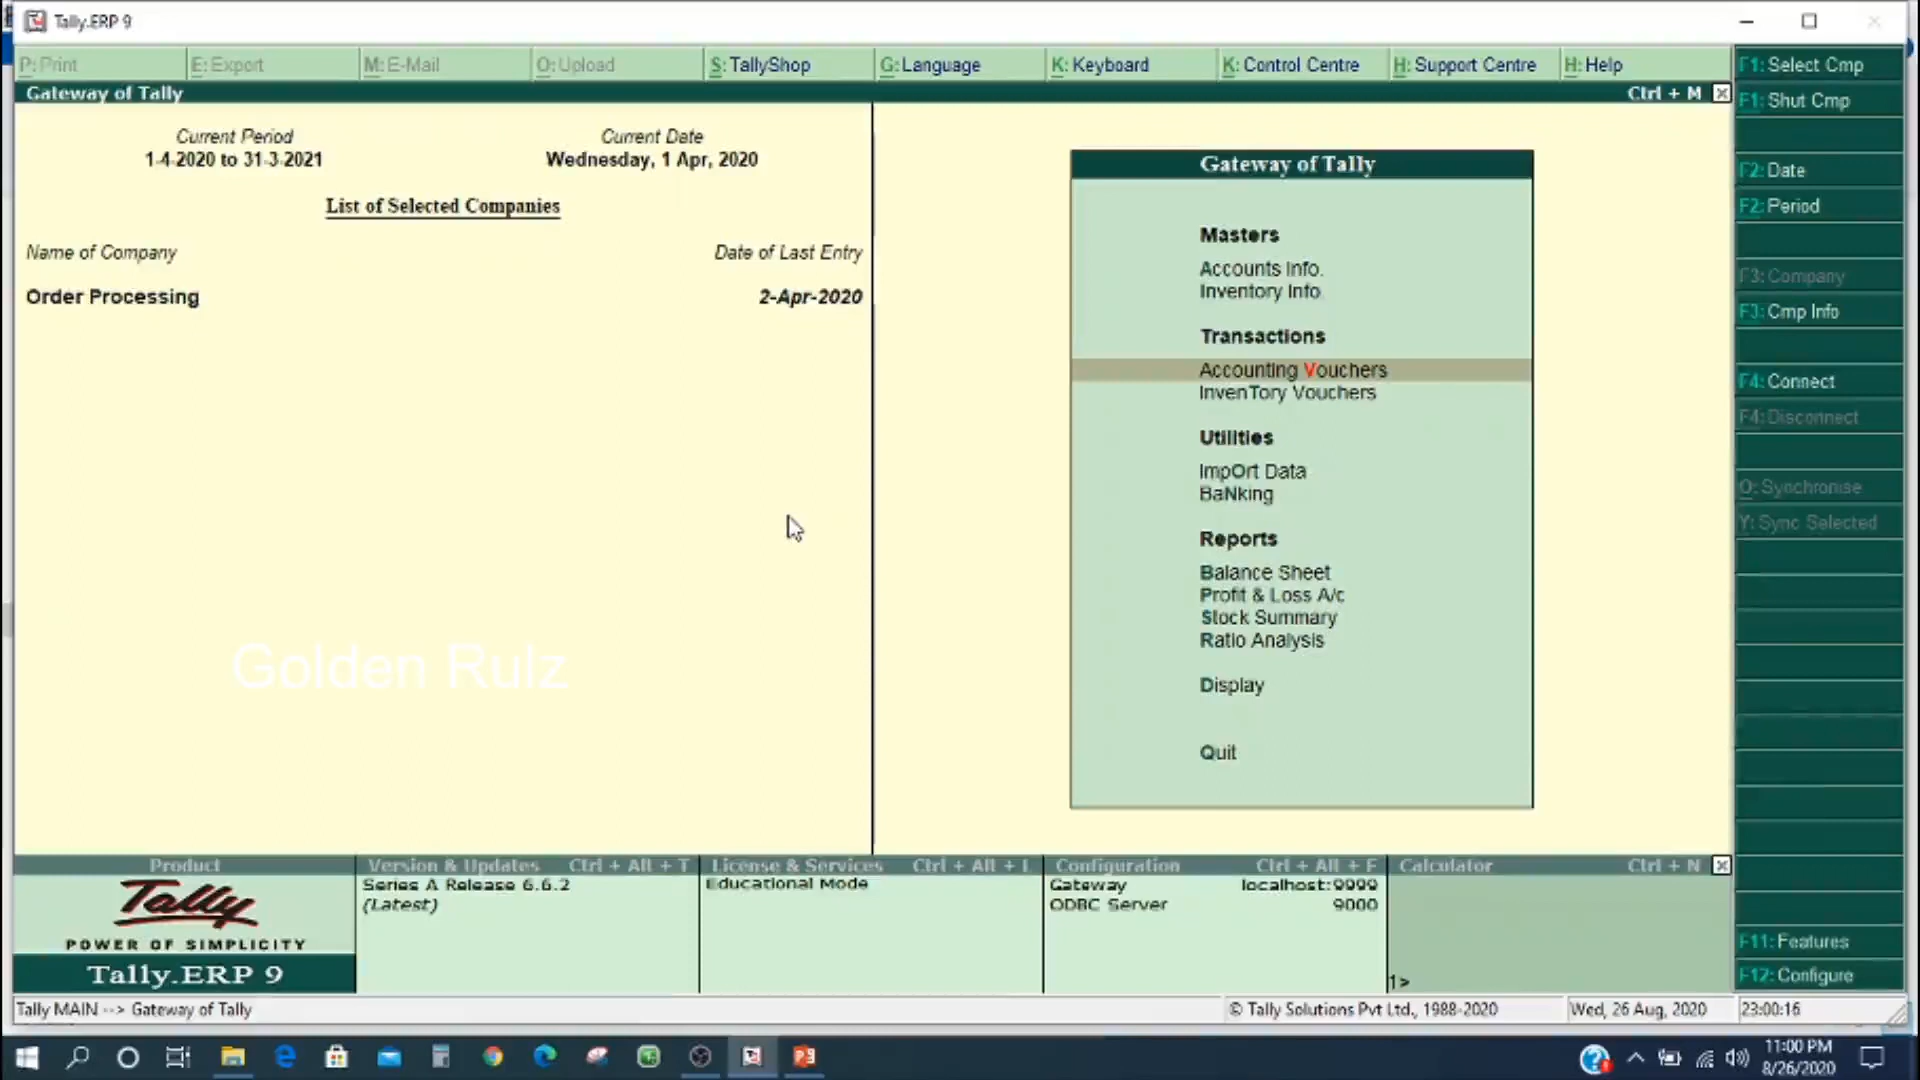 Tally.ERP 9
P: Print
E: Export
M: E-Mail
O: Upload
S: TallyShop
G: Language
K: Keyboard
K: Control Centre
H: Support Centre
H: Help
Gateway of Tally
Ctrl + M
Current Period
1-4-2020 to 31-3-2021
Current Date
Wednesday, 1 Apr, 2020
List of Selected Companies
Name of Company
Date of Last Entry
Order Processing
2-Apr-2020
Golden Rulz
Gateway of Tally
Masters
Accounts Info.
Inventory Info.
Transactions
Accounting Vouchers
InvenTory Vouchers
Utilities
ImpOrt Data
BaNking
Reports
Balance Sheet
Profit & Loss A/c
Stock Summary
Ratio Analysis
Display
Quit
F1: Select Cmp
F1: Shut Cmp
F2: Date
F2: Period
F3: Company
F3: Cmp Info
F4: Connect
F4: Disconnect
O: Synchronise
Y: Sync Selected
F11: Features
F12: Configure
Product
Tally
POWER OF SIMPLICITY
Tally.ERP 9
Version & Updates Ctrl + Alt + T
Series A Release 6.6.2
(Latest)
License & Services Ctrl + Alt + L
Educational Mode
Configuration Ctrl + Alt + F
Gateway localhost:9999
ODBC Server 9000
Calculator Ctrl + N
1>
Tally MAIN --> Gateway of Tally
© Tally Solutions Pvt Ltd., 1988-2020
Wed, 26 Aug, 2020
23:00:16
11:00 PM
8/26/2020